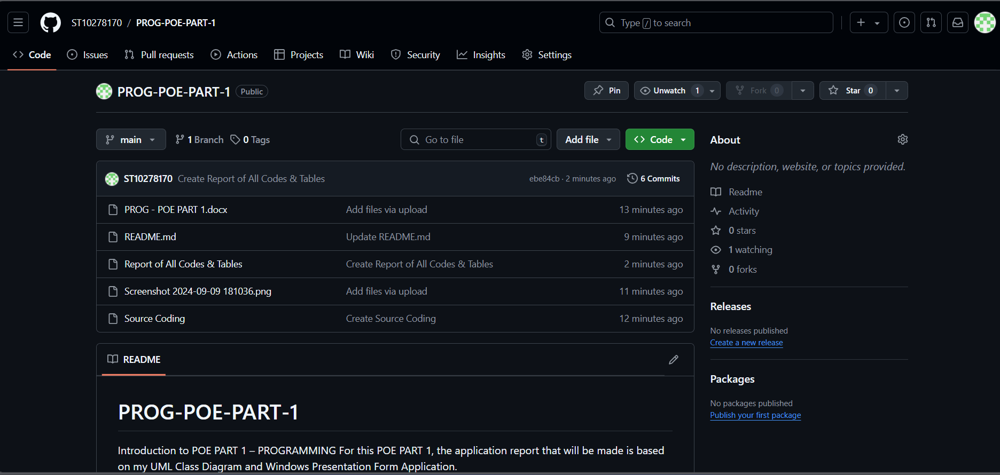 ST10278170 / PROG-POE-PART-1
Type / to search
Code Issues Pull requests Actions Projects Wiki Security Insights Settings
PROG-POE-PART-1 Public
Pin Unwatch 1 Fork 0 Star 0
main 1 Branch 0 Tags Go to file t Add file Code
ST10278170 Create Report of All Codes & Tables ebe84cb · 2 minutes ago 6 Commits
PROG - POE PART 1.docx Add files via upload 13 minutes ago
README.md Update README.md 9 minutes ago
Report of All Codes & Tables Create Report of All Codes & Tables 2 minutes ago
Screenshot 2024-09-09 181036.png Add files via upload 11 minutes ago
Source Coding Create Source Coding 12 minutes ago
README
PROG-POE-PART-1
Introduction to POE PART 1 – PROGRAMMING For this POE PART 1, the application report that will be made is based
on my UML Class Diagram and Windows Presentation Form Application.
About
No description, website, or topics provided.
Readme
Activity
0 stars
1 watching
0 forks
Releases
No releases published
Create a new release
Packages
No packages published
Publish your first package